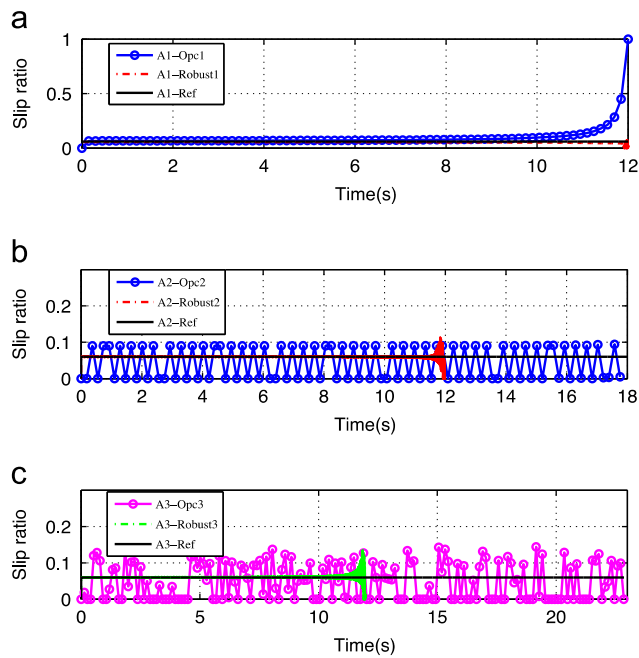 a
Slip ratio
1
0.5
0
A1–Opc1
A1–Robust1
A1–Ref
0 2 4 6 8 10 12
Time(s)
b
Slip ratio
0.2
0.1
0
A2–Opc2
A2–Robust2
A2–Ref
0 2 4 6 8 10 12 14 16 18
Time(s)
c
Slip ratio
0.2
0.1
0
A3–Opc3
A3–Robust3
A3–Ref
0 5 10 15 20
Time(s)